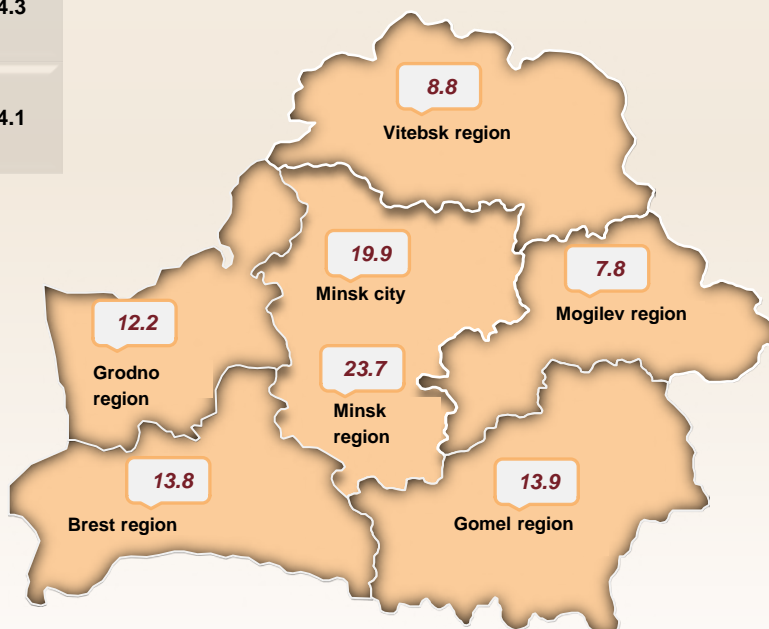 4.3
4.1
8.8
Vitebsk region
19.9
Minsk city
7.8
Mogilev region
12.2
Grodno
region
23.7
Minsk
region
13.8
Brest region
13.9
Gomel region